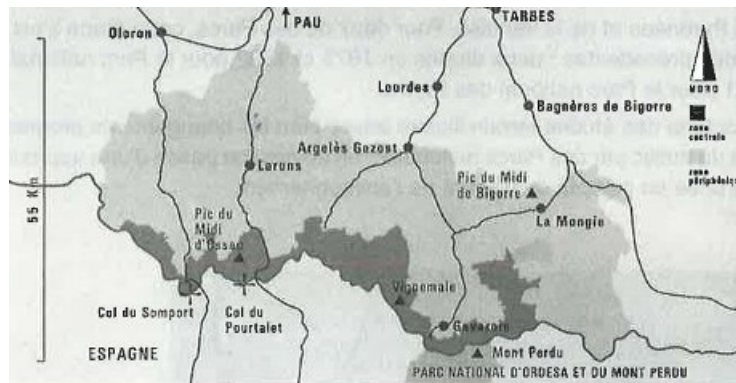 PAU
TARBES
Oloron
Lourdes
NORD
Bagnères de Bigorre
zone
centrale
Argelès Gazost
Laruns
Pic du Midi
de Bigorre
zone
périphérique
La Mongie
55 Km
Pic du
Midi
d'Ossau
Vignemale
Col du Somport
Col du
Pourtalet
Gavarnie
ESPAGNE
Mont Perdu
PARC NATIONAL D'ORDESA ET DU MONT PERDU